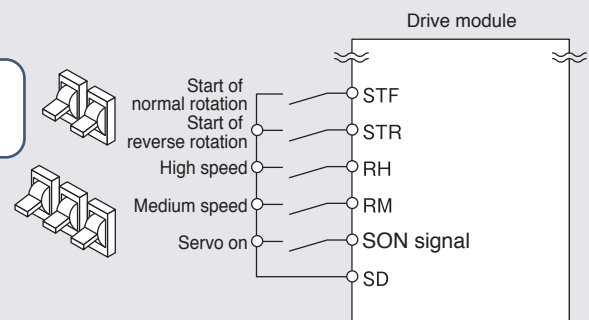 Drive module
Start of
normal rotation
STF
Start of
reverse rotation
STR
High speed
RH
Medium speed
RM
Servo on
SON signal
SD